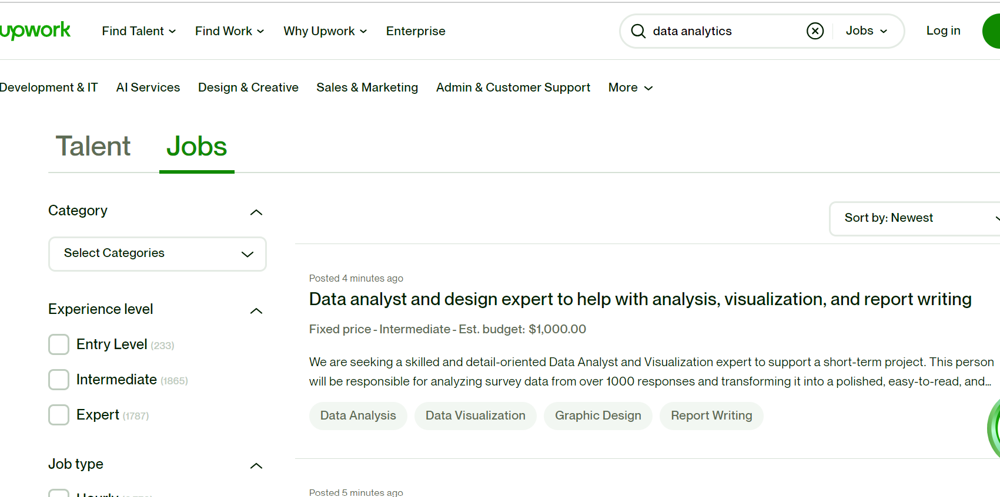 upwork Find Talent Find Work Why Upwork Enterprise data analytics Jobs Log in
Development & IT AI Services Design & Creative Sales & Marketing Admin & Customer Support More
Talent Jobs
Category
Select Categories
Sort by: Newest
Experience level
Entry Level (233)
Intermediate (1865)
Expert (1787)
Job type
Hourly
Posted 4 minutes ago
Data analyst and design expert to help with analysis, visualization, and report writing
Fixed price - Intermediate - Est. budget: $1,000.00
We are seeking a skilled and detail-oriented Data Analyst and Visualization expert to support a short-term project. This person
will be responsible for analyzing survey data from over 1000 responses and transforming it into a polished, easy-to-read, and...
Data Analysis Data Visualization Graphic Design Report Writing
Posted 5 minutes ago